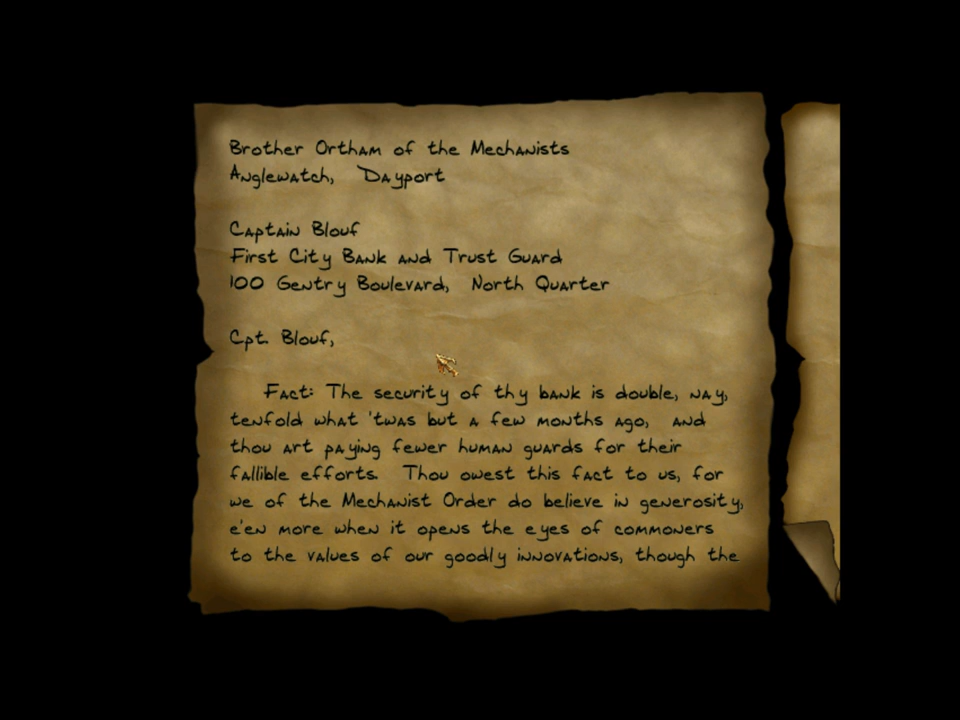 Brother Ortham of the Mechanists
Anglewatch, Dayport
Captain Blouf
First City Bank and Trust Guard
100 Gentry Boulevard, North Quarter
Cpt. Blouf,
Fact: The security of thy bank is double, nay,
tenfold what 'twas but a few months ago, and
thou art paying fewer human guards for their
fallible efforts. Thou owest this fact to us, for
we of the Mechanist Order do believe in generosity,
e'en more when it opens the eyes of commoners
to the values of our goodly innovations, though the